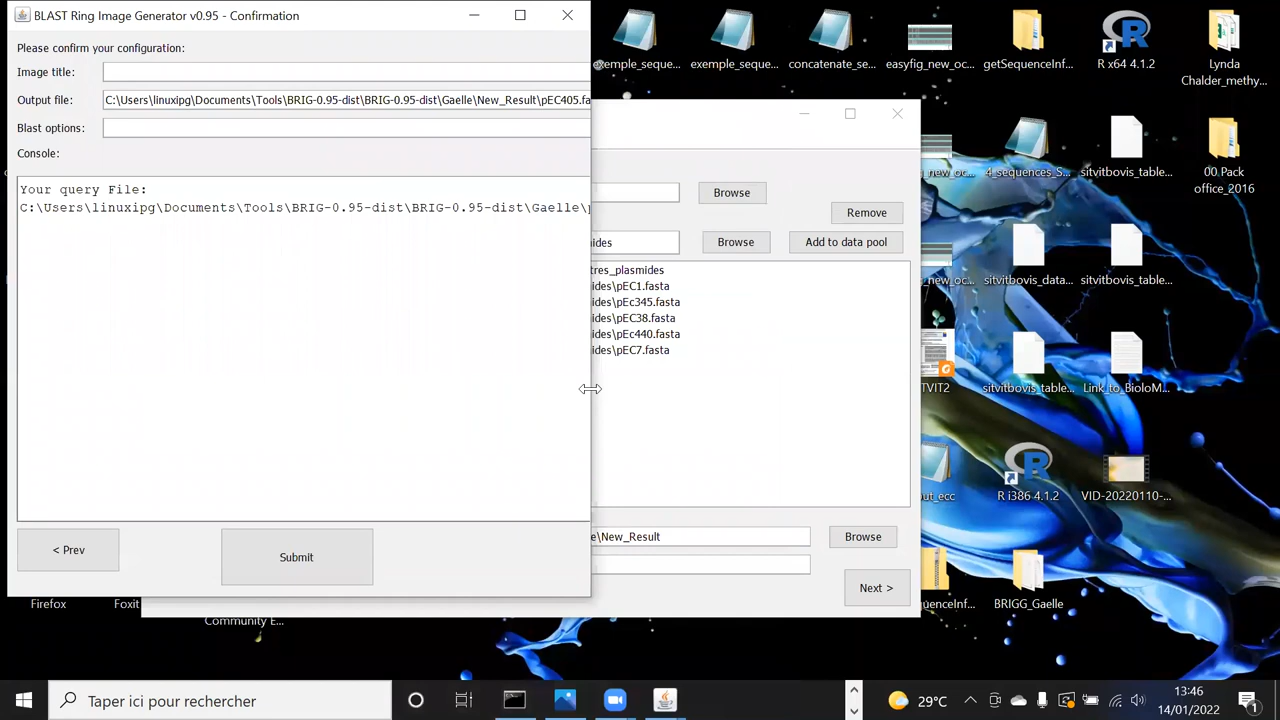 BLAST Ring Image Generator v0.95 - Confirmation
Please confirm your configuration:
Image title:
Output file:
C:\Users\linuxipg\Documents\Tools\BRIG-0.95-dist\BRIG-0.95-dist\Gaelle\New_Result\pEC405.fa
Blast options:
Console:
Your query File:
C:\Users\linuxipg\Documents\Tools\BRIG-0.95-dist\BRIG-0.95-dist\Gaelle\p
< Prev
Submit
Browse
Remove
ides
Browse
Add to data pool
tres_plasmides
ides\pEC1.fasta
ides\pEc345.fasta
ides\pEC38.fasta
ides\pEc440.fasta
ides\pEC7.fasta
e\New_Result
Browse
Next >
exemple_seque...
exemple_seque...
concatenate_se...
easyfig_new_oc...
getSequenceInf...
R x64 4.1.2
Lynda
Chalder_methy...
ng_new_oc...
4_sequences_S...
sitvitbovis_table...
00 Pack
office_2016
g_new_oc...
sitvitbovis_data...
sitvitbovis_table...
TVIT2
sitvitbovis_table...
Link_to_BioloM...
out_ecc
R i386 4.1.2
VID-20220110-...
quenceInf...
BRIGG_Gaelle
Firefox
Foxit
Community E...
Taper ici pour rechercher
29°C
13:46
14/01/2022
1